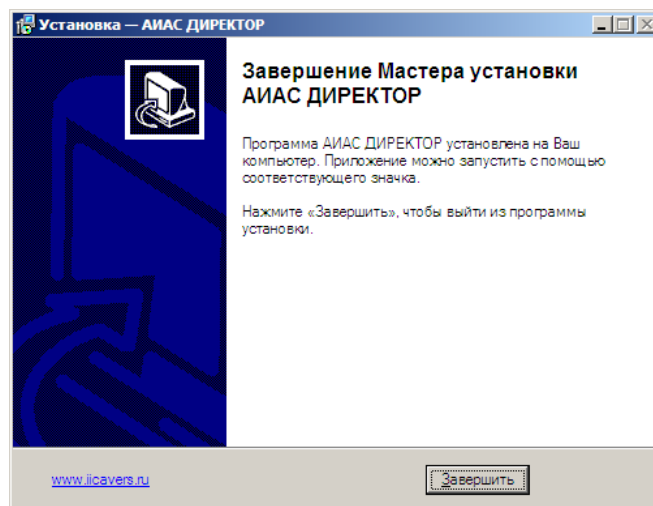 Установка — АИАС ДИРЕКТОР
Завершение Мастера установки
АИАС ДИРЕКТОР
Программа АИАС ДИРЕКТОР установлена на Ваш
компьютер. Приложение можно запустить с помощью
соответствующего значка.
Нажмите «Завершить», чтобы выйти из программы
установки.
www.iicavers.ru
Завершить